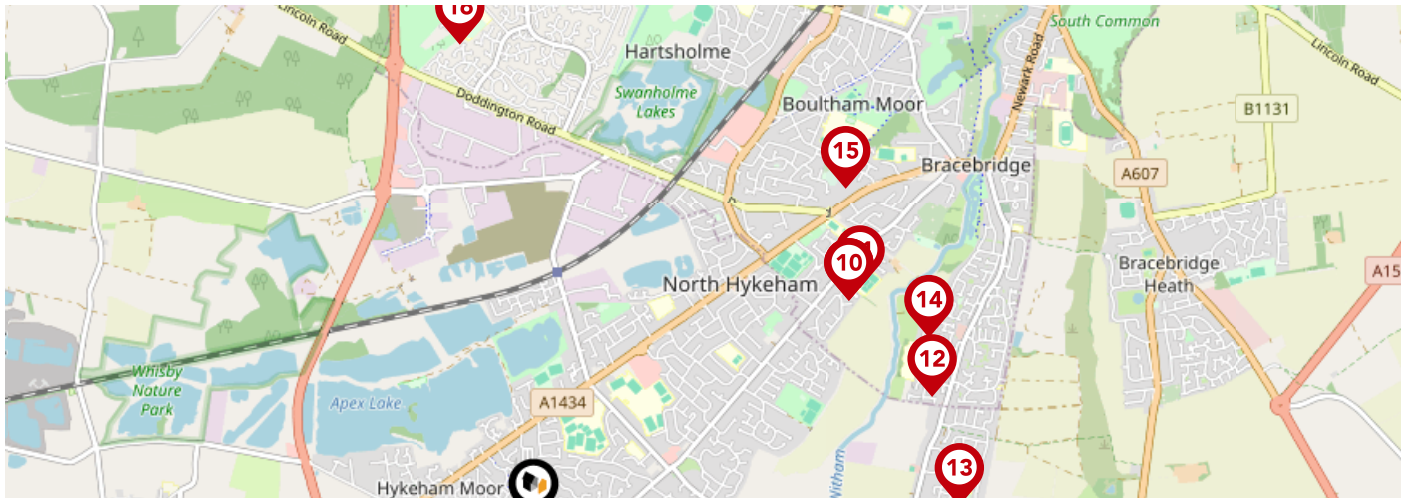 18
Lincoln Road
South Common
Newark Road
Lincoln Road
Hartsholme
Swanholme
Lakes
Doddington Road
Boultham Moor
B1131
15
Bracebridge
A607
10
North Hykeham
Bracebridge
Heath
A15
14
12
Whisby
Nature
Park
Apex Lake
A1434
13
Hykeham Moor
Witham